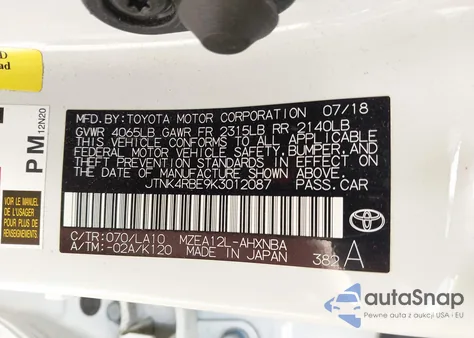 D
ad
PM 12N20
MFD. BY: TOYOTA MOTOR CORPORATION 07/18
GVWR 4065LB GAWR FR 2315LB RR 2140LB
THIS VEHICLE CONFORMS TO ALL APPLICABLE
FEDERAL MOTOR VEHICLE SAFETY, BUMPER, AND
THEFT PREVENTION STANDARDS IN EFFECT ON
THE DATE OF MANUFACTURE SHOWN ABOVE.
JTNK4RBE9K3012087 PASS.CAR
C/TR: 070/LA10 MZEA12L-AHXNBA
A/TM: -02A/K120 MADE IN JAPAN 382 A
MANUEL DE
VOIR LE
L'USAGER
POUR PLUS DE
RENSEIGNEMENTS.
TOYOTA
autaSnap
Pewne auta z aukcji